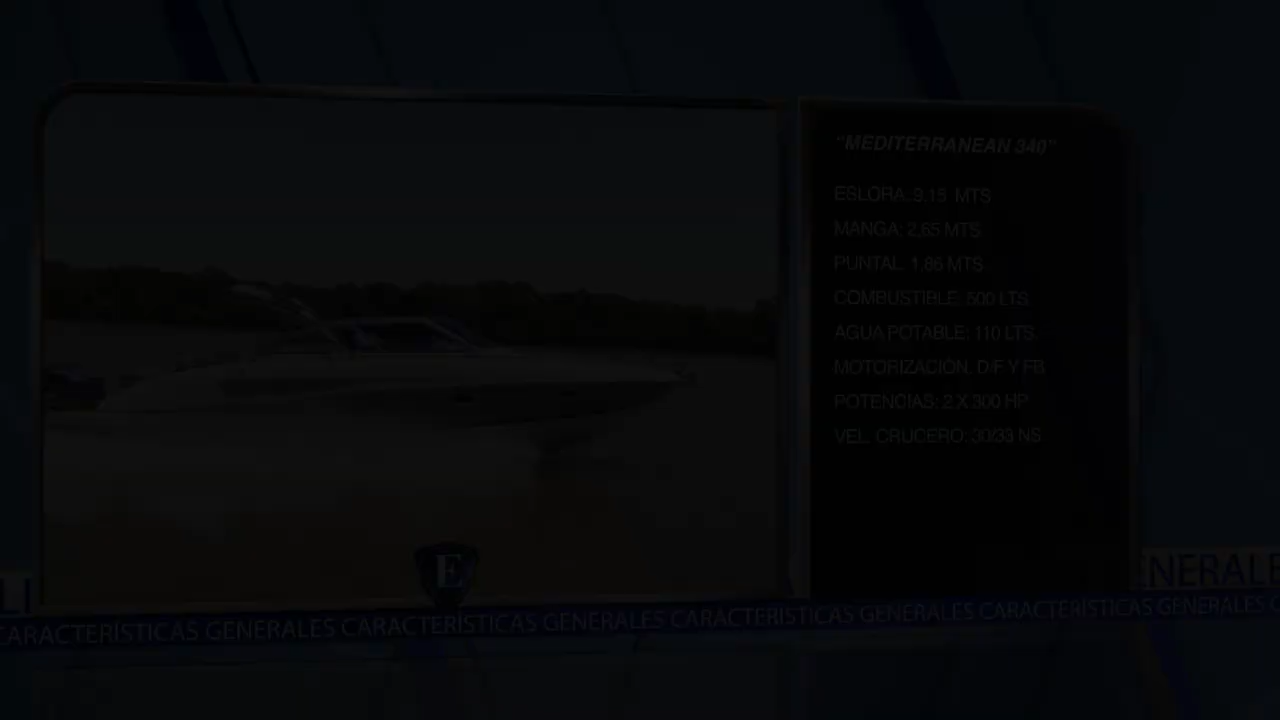 "MEDITERRANEAN 340"
ESLORA: 9.15 MTS
MANGA: 2,65 MTS
PUNTAL: 1.86 MTS
COMBUSTIBLE: 500 LTS
AGUA POTABLE: 110 LTS.
MOTORIZACIÓN: D/F Y FB
POTENCIAS: 2 X 300 HP
VEL. CRUCERO: 30/33 NS
E
LI
ENERALE
CARACTERÍSTICAS GENERALES CARACTERÍSTICAS GENERALES CARACTERÍSTICAS GENERALES CARACTERÍSTICAS GENERALES C